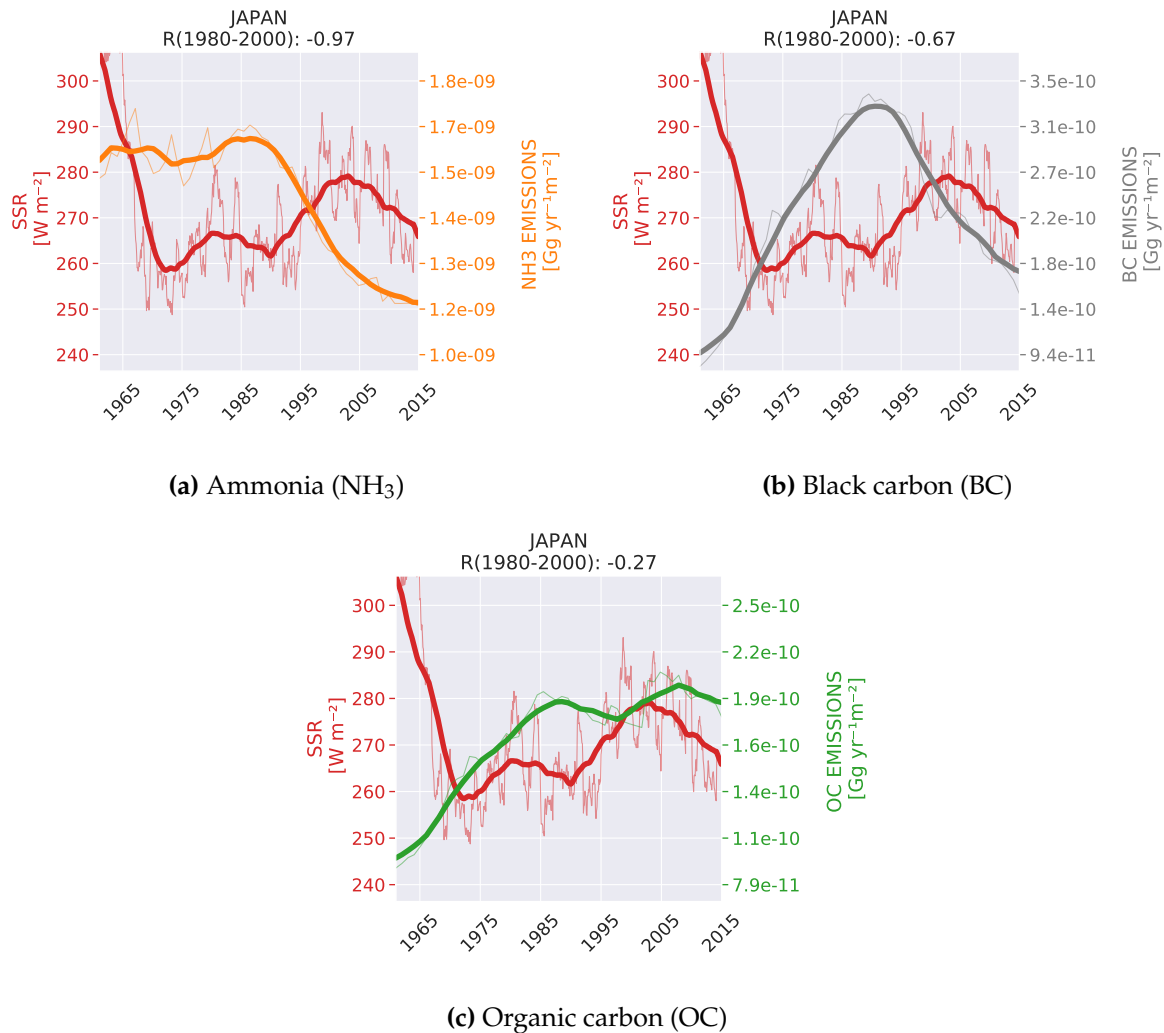 JAPAN
R(1980-2000): -0.97
SSR
[W m⁻²]
300
290
280
270
260
250
240
1.8e-09
1.7e-09
1.5e-09
1.4e-09
1.3e-09
1.2e-09
1.0e-09
NH3 EMISSIONS
[Gg yr⁻¹m⁻²]
1965
1975
1985
1995
2005
2015
(a) Ammonia (NH₃)
JAPAN
R(1980-2000): -0.67
SSR
[W m⁻²]
300
290
280
270
260
250
240
3.5e-10
3.1e-10
2.7e-10
2.2e-10
1.8e-10
1.4e-10
9.4e-11
BC EMISSIONS
[Gg yr⁻¹m⁻²]
1965
1975
1985
1995
2005
2015
(b) Black carbon (BC)
JAPAN
R(1980-2000): -0.27
SSR
[W m⁻²]
300
290
280
270
260
250
240
2.5e-10
2.2e-10
1.9e-10
1.6e-10
1.4e-10
1.1e-10
7.9e-11
OC EMISSIONS
[Gg yr⁻¹m⁻²]
1965
1975
1985
1995
2005
2015
(c) Organic carbon (OC)